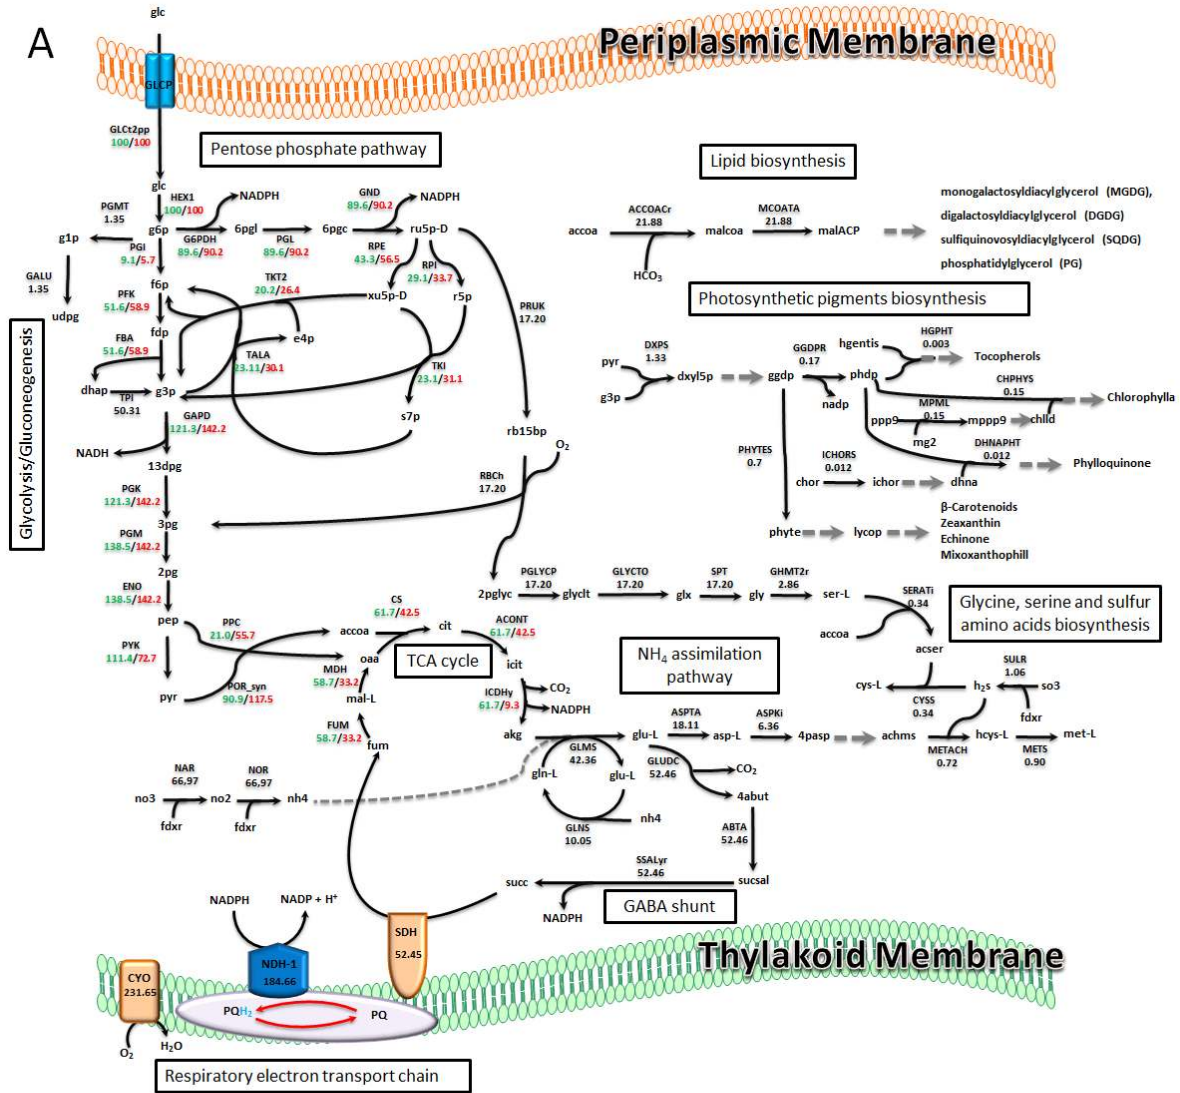 A
glc
Periplasmic Membrane
GLCP
GLCt2pp
100/100
Pentose phosphate pathway
Lipid biosynthesis
glc
HEX1
100/100
NADPH
GND
89.6/90.2
NADPH
PGMT
1.35
g1p
g6p
G6PDH
89.6/90.2
6pgl
PGL
89.6/90.2
6pgc
ru5p-D
RPE
43.3/56.5
RPI
29.1/33.7
PGI
9.1/5.7
GALU
1.35
udpg
f6p
TKT2
20.2/26.4
xu5p-D
r5p
PRUK
17.20
PFK
51.6/58.9
fdp
e4p
FBA
51.6/58.9
TALA
23.11/30.1
TKI
23.1/31.1
dhap
TPI
50.31
g3p
s7p
GAPD
121.3/142.2
NADH
13dpg
rb15bp
O2
PGK
121.3/142.2
RBCh
17.20
3pg
PGM
138.5/142.2
2pg
ENO
138.5/142.2
pep
Glycolysis/Gluconeogenesis
accoa
ACCOACr
21.88
HCO3
malcoa
MCOATA
21.88
malACP
monogalactosyldiacylglycerol (MGDG),
digalactosyldiacylglycerol (DGDG)
sulfiquinovosyldiacylglycerol (SQDG)
phosphatidylglycerol (PG)
Photosynthetic pigments biosynthesis
pyr
g3p
DXPS
1.33
dxyl5p
ggdp
GGDPR
0.17
nadp
phdp
hgentis
HGPHT
0.003
Tocopherols
CHPHYS
0.15
Chlorophylla
ppp9
MPML
0.15
mg2
mppp9
chlld
DHNAPHT
0.012
Phylloquinone
PHYTES
0.7
chor
ICHORS
0.012
ichor
dhna
phyte
lycop
β-Carotenoids
Zeaxanthin
Echinone
Mixoxanthophill
2pglyc
PGLYCP
17.20
glyclt
GLYCTO
17.20
glx
SPT
17.20
gly
GHMT2r
2.86
ser-L
SERATi
0.34
accoa
Glycine, serine and sulfur
amino acids biosynthesis
acser
cys-L
CYSS
0.34
h2s
SULR
1.06
so3
fdxr
PPC
21.0/55.7
PYK
111.4/72.7
pyr
POR_syn
90.9/117.5
accoa
CS
61.7/42.5
cit
ACONT
61.7/42.5
oaa
TCA cycle
icit
MDH
58.7/33.2
mal-L
ICDHy
61.7/9.3
CO2
NADPH
FUM
58.7/33.2
fum
akg
NH4 assimilation
pathway
GLMS
42.36
glu-L
ASPTA
18.11
asp-L
ASPKi
6.36
4pasp
achms
METACH
0.72
hcys-L
METS
0.90
met-L
gln-L
glu-L
GLUDC
52.46
CO2
4abut
GLNS
10.05
nh4
ABTA
52.46
NAR
66,97
NOR
66,97
no3
no2
nh4
fdxr
fdxr
succ
SSALyr
52.46
sucsal
NADPH
GABA shunt
NADPH
NADP + H+
SDH
52.45
Thylakoid Membrane
CYO
231.65
NDH-1
184.66
PQH2
PQ
O2
H2O
Respiratory electron transport chain